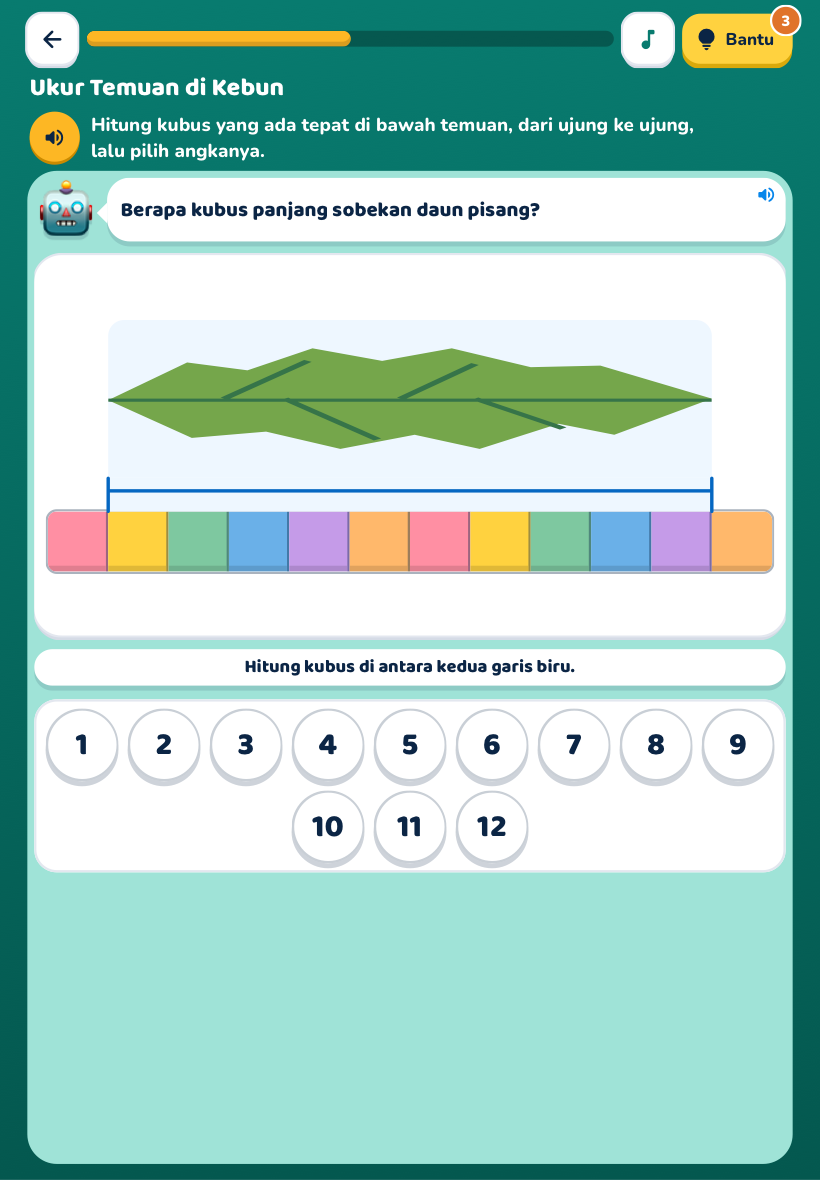 3
Bantu
Ukur Temuan di Kebun
Hitung kubus yang ada tepat di bawah temuan, dari ujung ke ujung,
lalu pilih angkanya.
Berapa kubus panjang sobekan daun pisang?
Hitung kubus di antara kedua garis biru.
1 2 3 4 5 6 7 8 9
10 11 12